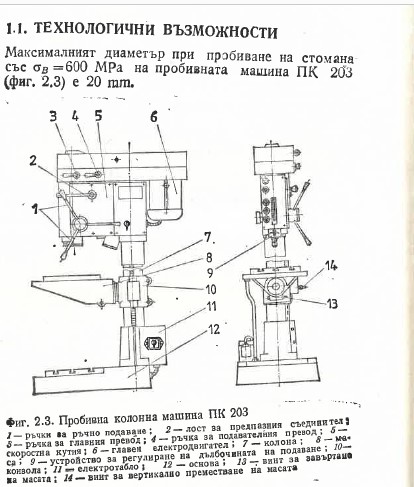 1.1. ТЕХНОЛОГИЧНИ ВЪЗМОЖНОСТИ
Максималният диаметър при пробиване на стомана
със σB =600 MPa на пробивната машина ПК 203
(фиг. 2.3) е 20 mm.
3 4 5 6
2
1
7
8
9
10
11
12
14
13
Фиг. 2.3. Пробивна колонна машина ПК 203
1 — ръчки за ръчно подаване; 2 — лост за предпазния съединител;
3 — ръчка за главния превод; 4 — ръчка за подавателния превод; 5 —
скоростна кутия; 6 — главен електродвигател; 7 — колона; 8 — ма-
са; 9 — устройство за регулиране на дълбочината на подаване; 10 —
конзола; 11 — електротабло; 12 — основа; 13 — винт за завъртане
на масата; 14 — винт за вертикално преместване на масата